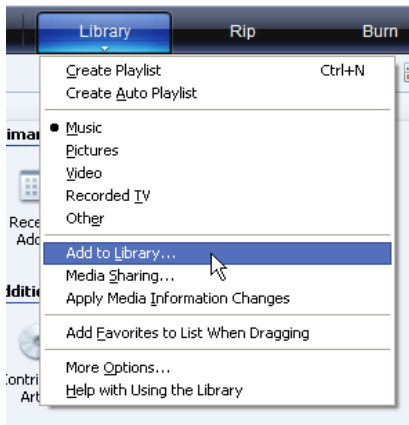 Library Rip Burn
Create Playlist Ctrl+N
Create Auto Playlist
Music
Pictures
Video
Recorded TV
Other
Add to Library...
Media Sharing...
Apply Media Information Changes
Add Favorites to List When Dragging
More Options...
Help with Using the Library